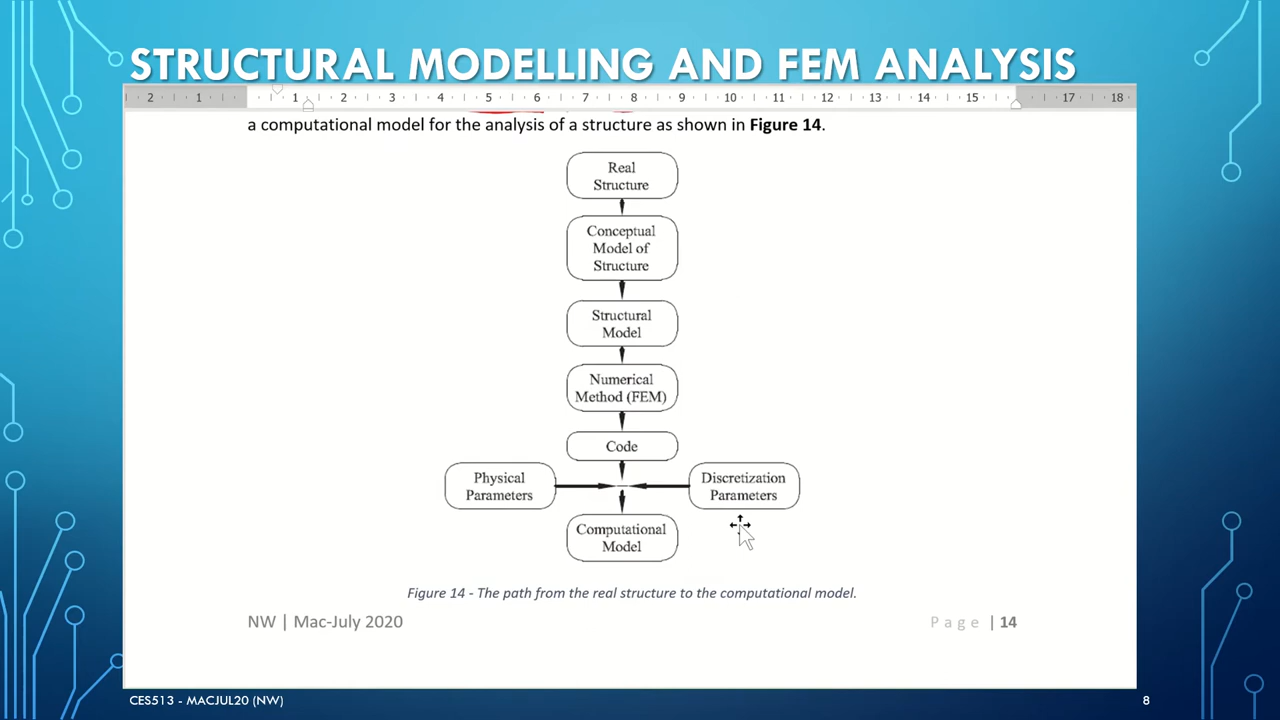 STRUCTURAL MODELLING AND FEM ANALYSIS
2 1 1 2 3 4 5 6 7 8 9 10 11 12 13 14 15 17 18
a computational model for the analysis of a structure as shown in Figure 14.
Real
Structure
Conceptual
Model of
Structure
Structural
Model
Numerical
Method (FEM)
Code
Physical
Parameters
Discretization
Parameters
Computational
Model
Figure 14 - The path from the real structure to the computational model.
NW | Mac-July 2020
Page | 14
CES513 - MACJUL20 (NW)
8